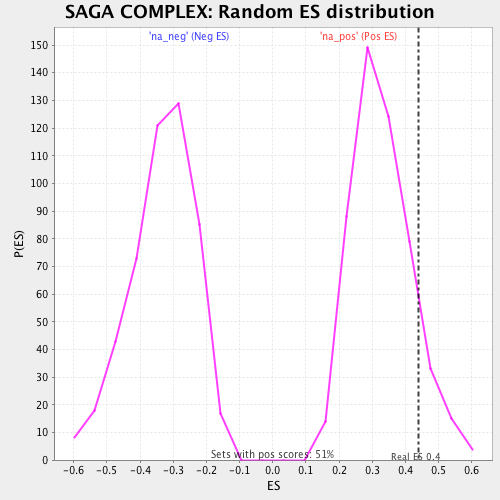 SAGA COMPLEX: Random ES distribution
'na_neg' (Neg ES)
'na_pos' (Pos ES)
150
140
130
120
110
100
90
80
70
60
50
40
30
20
10
0
P(ES)
Sets with pos scores: 51%
Real ES 0.4
-0.6 -0.5 -0.4 -0.3 -0.2 -0.1 0.0 0.1 0.2 0.3 0.4 0.5 0.6
ES